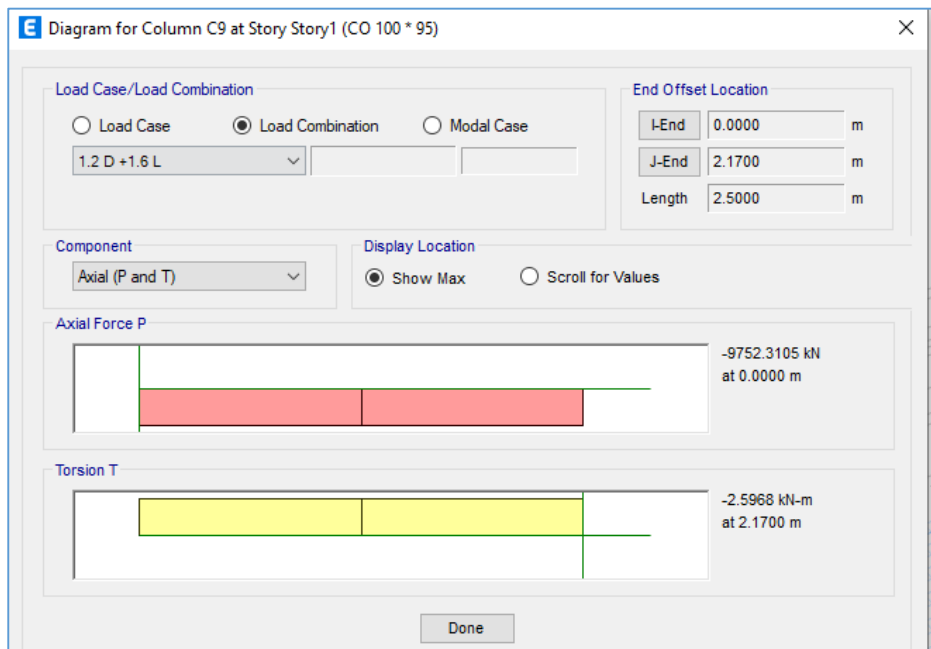 E Diagram for Column C9 at Story Story1 (CO 100 * 95)
Load Case/Load Combination
Load Case
Load Combination
Modal Case
1.2 D +1.6 L
End Offset Location
I-End 0.0000 m
J-End 2.1700 m
Length 2.5000 m
Component
Axial (P and T)
Display Location
Show Max
Scroll for Values
Axial Force P
-9752.3105 kN
at 0.0000 m
Torsion T
-2.5968 kN-m
at 2.1700 m
Done